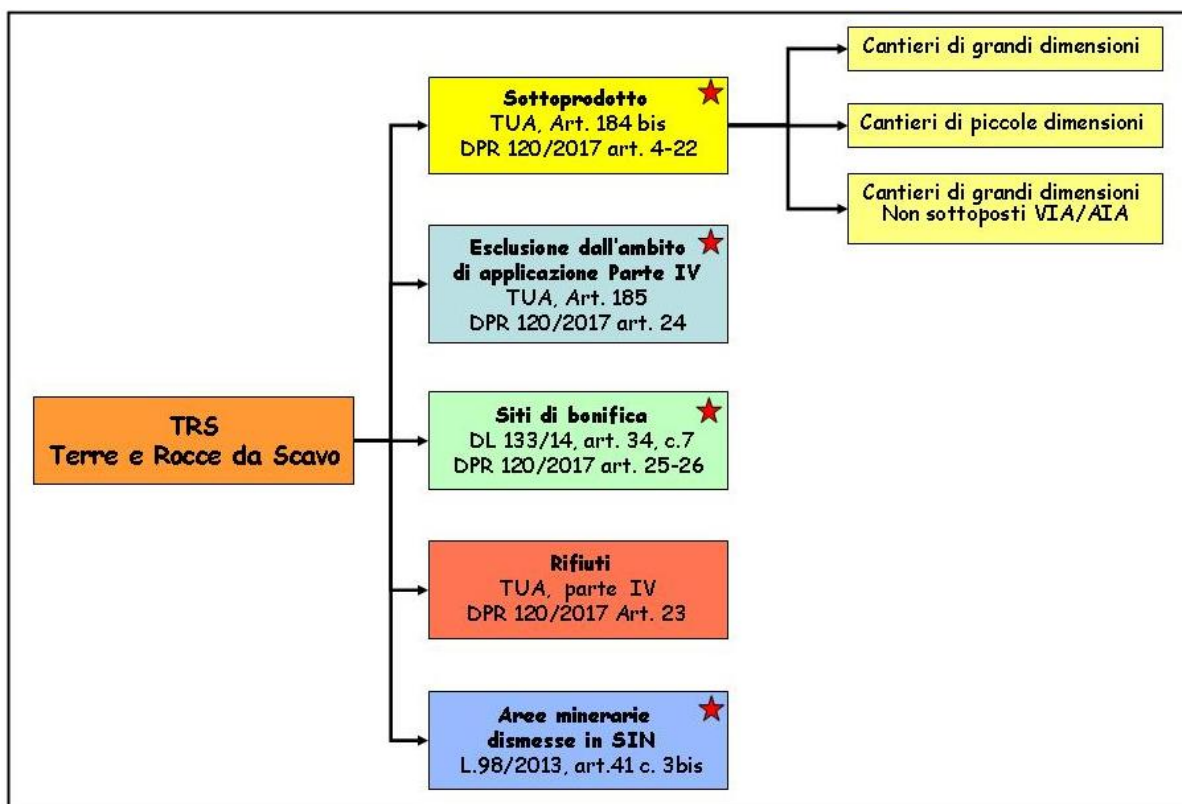 TRS
Terre e Rocce da Scavo
Sottoprodotto
TUA, Art. 184 bis
DPR 120/2017 art. 4-22
Esclusione dall'ambito
di applicazione Parte IV
TUA, Art. 185
DPR 120/2017 art. 24
Siti di bonifica
DL 133/14, art. 34, c.7
DPR 120/2017 art. 25-26
Rifiuti
TUA, parte IV
DPR 120/2017 Art. 23
Aree minerarie
dismesse in SIN
L.98/2013, art.41 c. 3bis
Cantieri di grandi dimensioni
Cantieri di piccole dimensioni
Cantieri di grandi dimensioni
Non sottoposti VIA/AIA